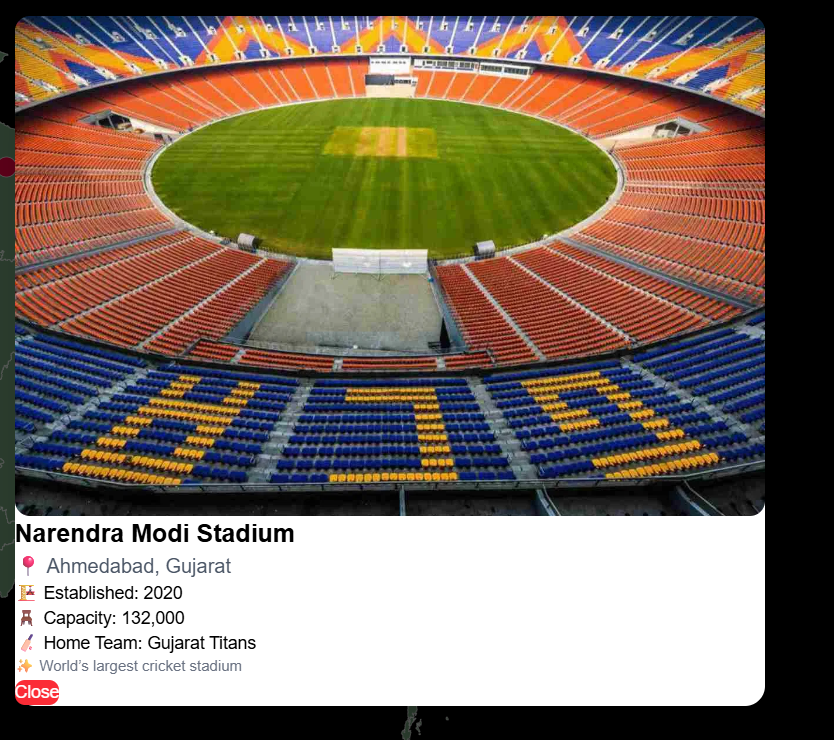 Narendra Modi Stadium
📍 Ahmedabad, Gujarat
🏗️ Established: 2020
🪑 Capacity: 132,000
🏏 Home Team: Gujarat Titans
✨ World’s largest cricket stadium
Close